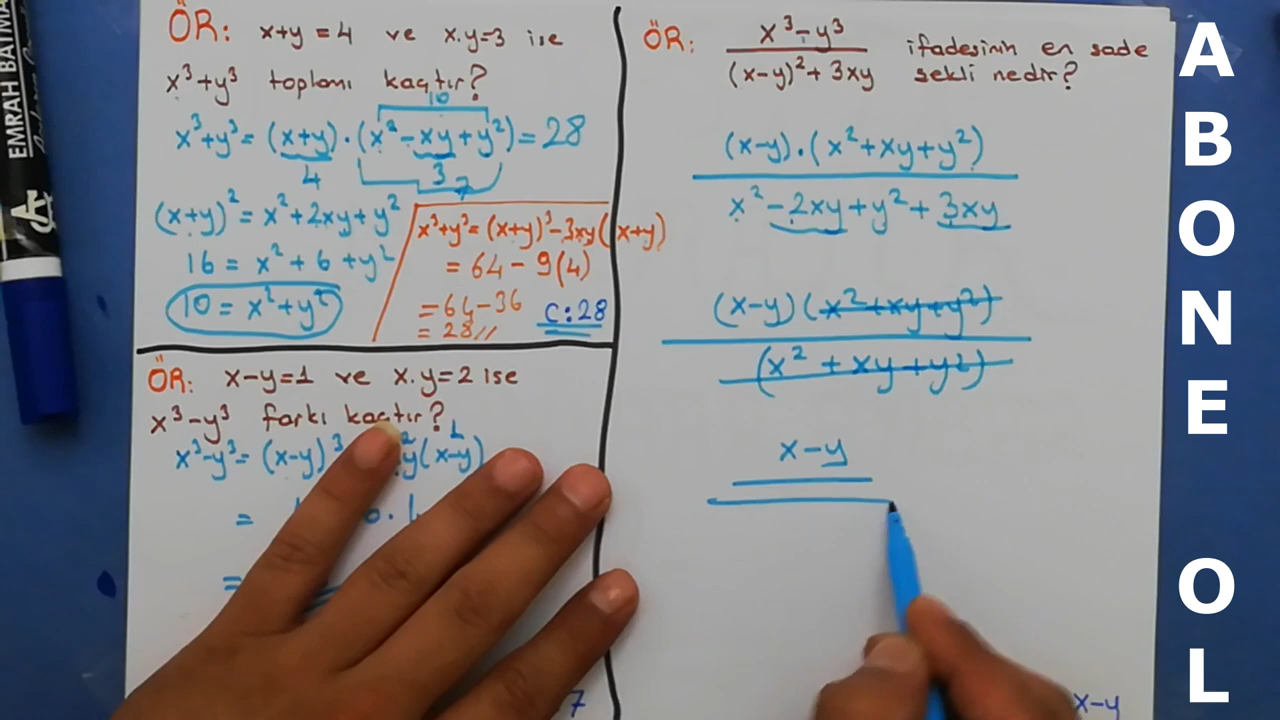 EMRAH BATMA
ÖR: x+y=4 ve x.y=3 ise
x³+y³ toplamı kaçtır?
10
x³+y³ = (x+y).(x²-xy+y²) = 28
4 3
7
(x+y)² = x²+2xy+y²
16 = x²+6+y²
10 = x²+y²
x³+y³ = (x+y)³-3xy(x+y)
= 64-9(4)
= 64-36
= 28//
C:28
ÖR: x-y=1 ve x.y=2 ise
x³-y³ farkı kaçtır?
x³-y³ = (x-y)³ y(x-y)
=
=
7
ÖR: x³-y³ / (x-y)²+3xy ifadesinin en sade
şekli nedir?
(x-y).(x²+xy+y²)
x²-2xy+y²+3xy
(x-y)(x²+xy+y²)
(x²+xy+y²)
x-y
x-y
ABONE
OL